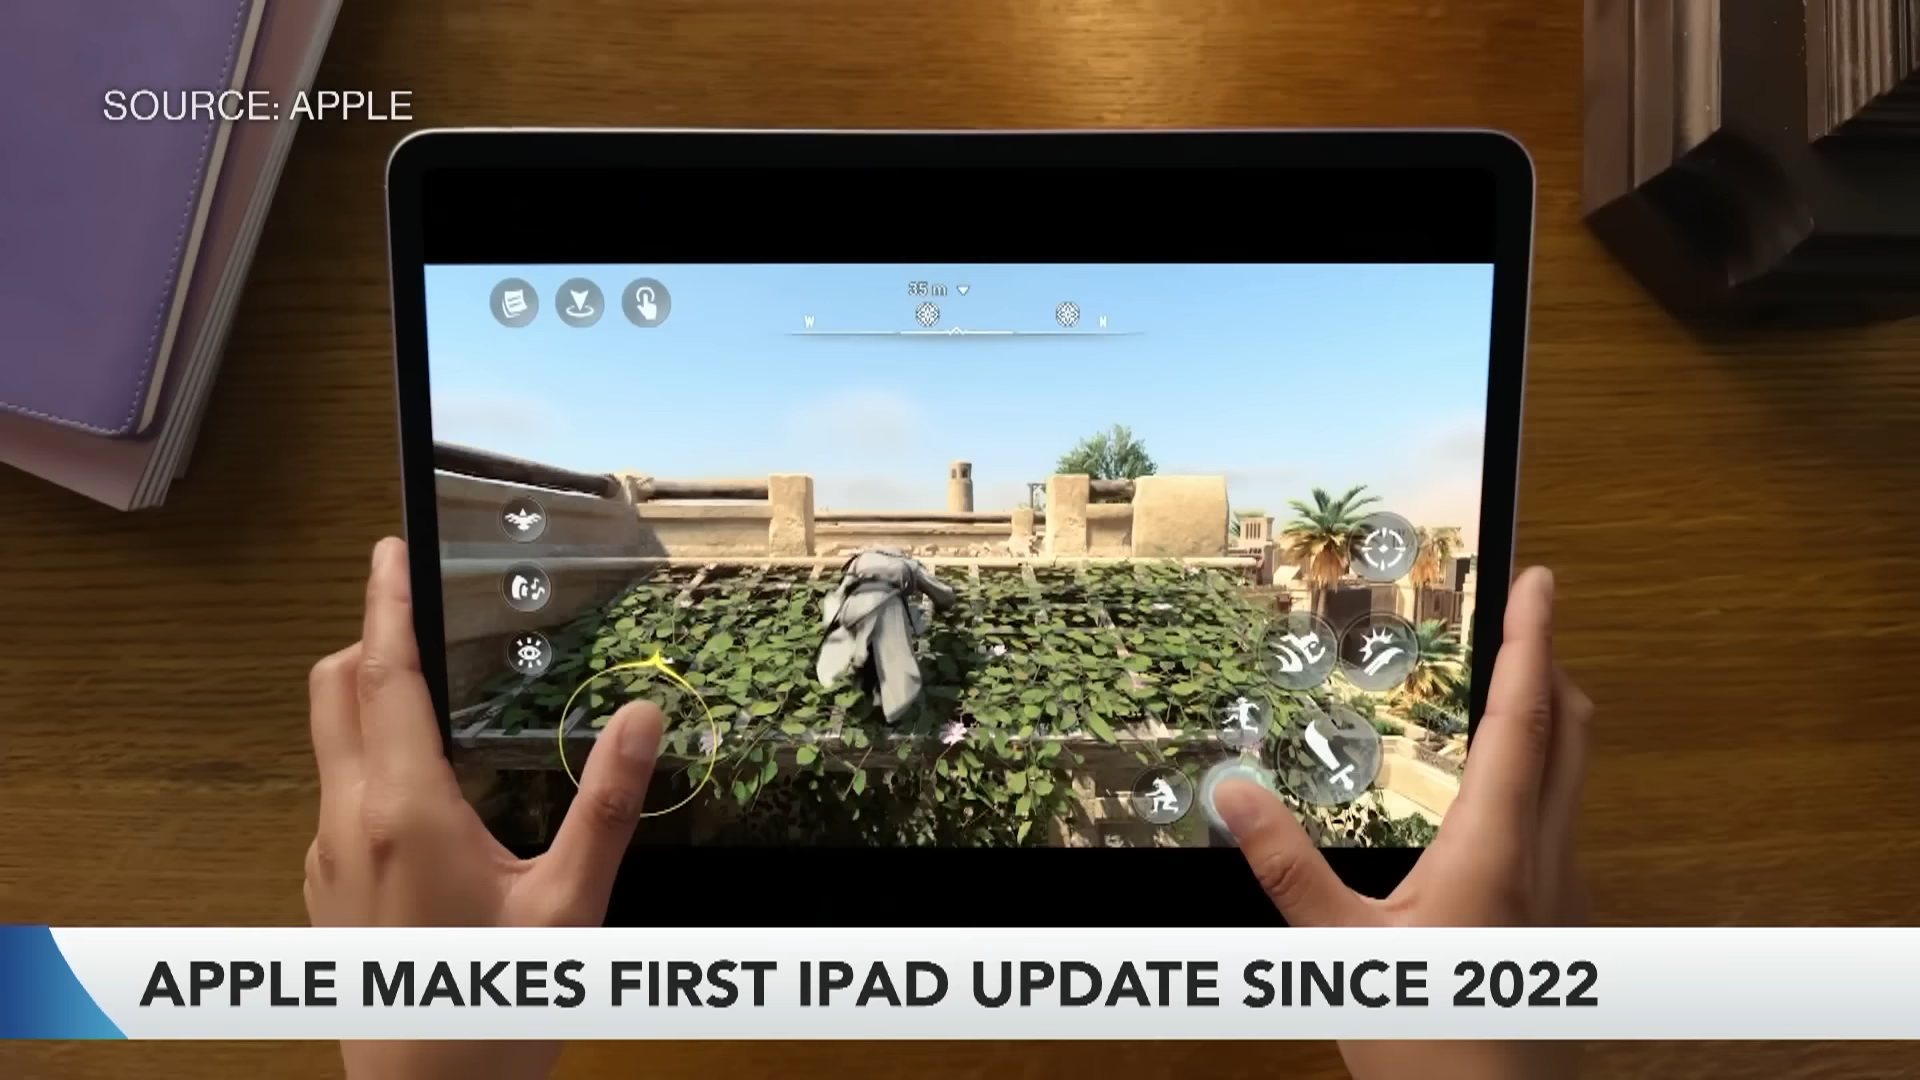 SOURCE: APPLE
35 m
W
N
APPLE MAKES FIRST IPAD UPDATE SINCE 2022